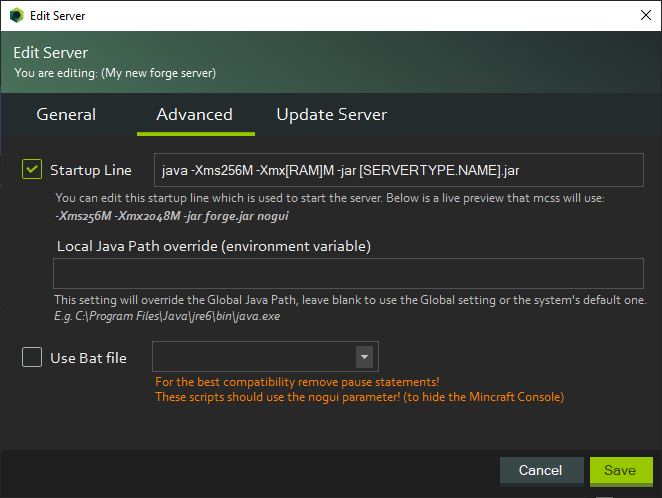 Edit Server
Edit Server
You are editing: (My new forge server)
General Advanced Update Server
Startup Line java -Xms256M -Xmx[RAM]M -jar [SERVERTYPE.NAME].jar
You can edit this startup line which is used to start the server. Below is a live preview that mcss will use:
-Xms256M -Xmx2048M -jar forge.jar nogui
Local Java Path override (environment variable)
This setting will override the Global Java Path, leave blank to use the Global setting or the system's default one.
E.g. C:\Program Files\Java\jre6\bin\java.exe
Use Bat file
For the best compatibility remove pause statements!
These scripts should use the nogui parameter! (to hide the Mincraft Console)
Cancel Save